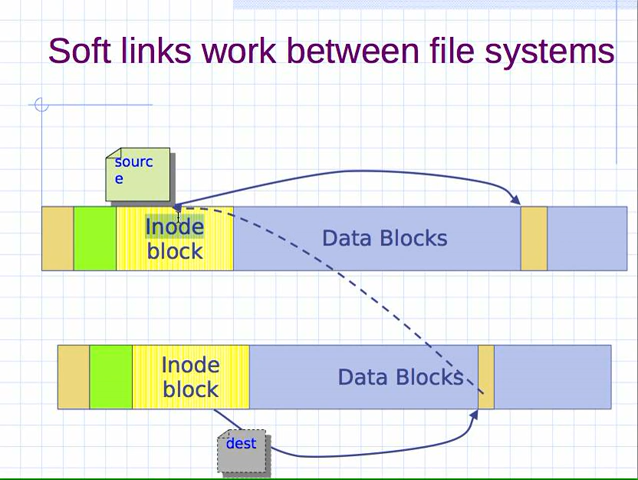 Soft links work between file systems
sourc
e
Inode
block
Data Blocks
Inode
block
Data Blocks
dest